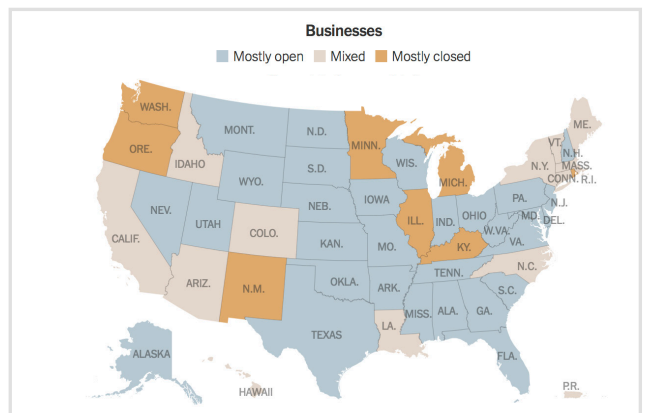 Businesses
Mostly open Mixed Mostly closed
WASH.
ORE.
IDAHO
MONT.
N.D.
MINN.
WIS.
MICH.
VT.
ME.
N.H.
N.Y.
MASS.
CONN.
R.I.
S.D.
WYO.
NEB.
IOWA
ILL.
IND.
OHIO
PA.
N.J.
MD.
DEL.
CALIF.
NEV.
UTAH
COLO.
KAN.
MO.
KY.
W.VA.
VA.
ARIZ.
N.M.
OKLA.
ARK.
TENN.
N.C.
S.C.
TEXAS
LA.
MISS.
ALA.
GA.
FLA.
ALASKA
HAWAII
P.R.